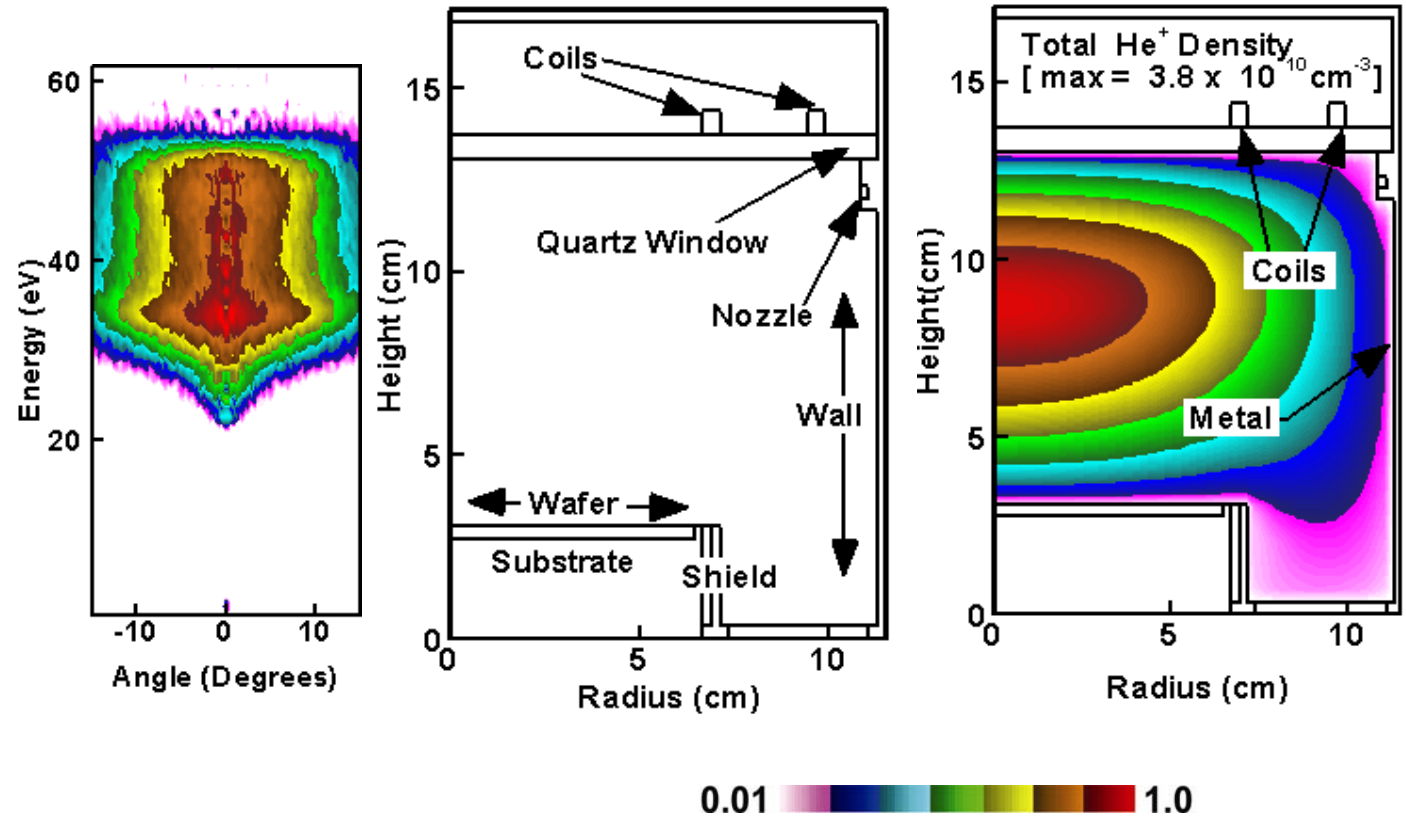 60
40
20
Energy (eV)
-10 0 10
Angle (Degrees)
Coils
15
Quartz Window
10
Nozzle
Height (cm)
Wall
5
Wafer
Substrate
Shield
0
0 5 10
Radius (cm)
Total He+ Density
[ max = 3.8 x 10^10 cm^-3 ]
15
10
Coils
Height(cm)
Metal
5
0
0 5 10
Radius (cm)
0.01 1.0